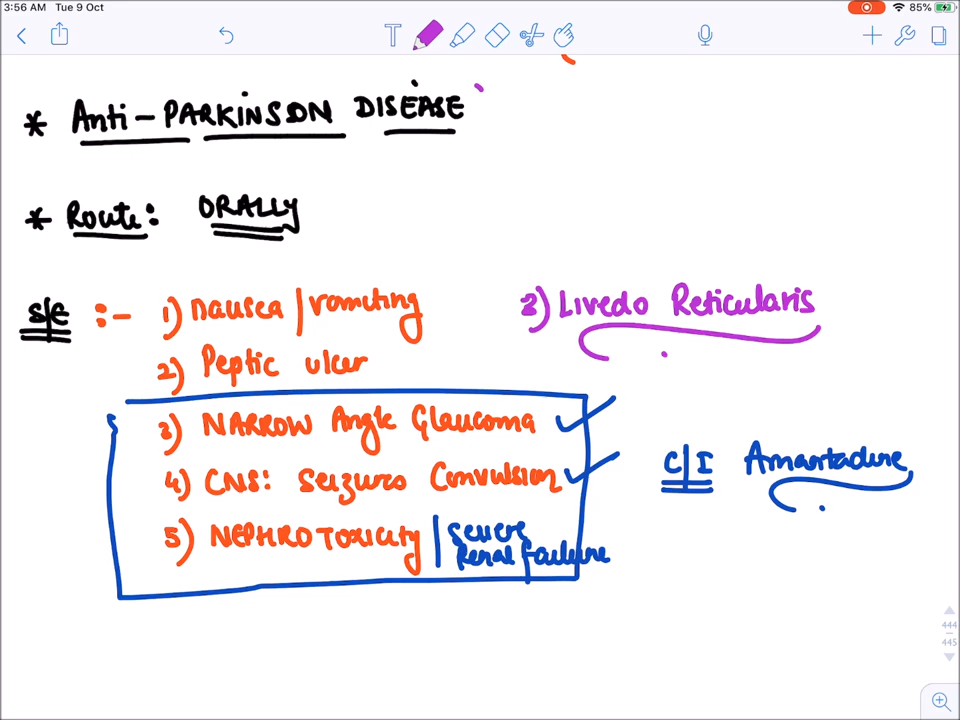 3:56 AM Tue 9 Oct
85%
* Anti-PARKINSON DISEASE
* Route: ORALLY
S/E :- 1) Nausea/vomiting
2) Peptic ulcer
3) NARROW Angle Glaucoma
4) CNS: Seizures Convulsion
5) NEPHROTOXICITY | Severe
Renal failure
3) Livedo Reticularis
C/I Amantadine
444
445